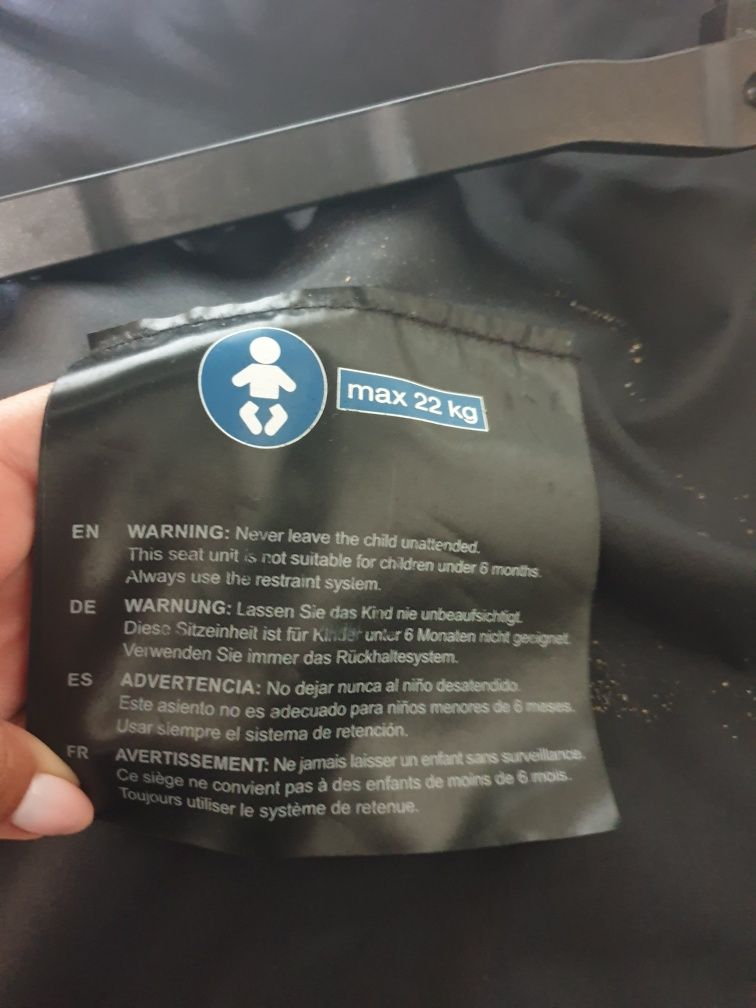 max 22 kg
EN WARNING: Never leave the child unattended.
This seat unit is not suitable for children under 6 months.
Always use the restraint system.
DE WARNUNG: Lassen Sie das Kind nie unbeaufsichtigt.
Diese Sitzeinheit ist für Kinder unter 6 Monaten nicht geeignet.
Verwenden Sie immer das Rückhaltesystem.
ES ADVERTENCIA: No dejar nunca al niño desatendido.
Este asiento no es adecuado para niños menores de 6 meses.
Usar siempre el sistema de retención.
FR AVERTISSEMENT: Ne jamais laisser un enfant sans surveillance.
Ce siège ne convient pas à des enfants de moins de 6 mois.
Toujours utiliser le système de retenue.